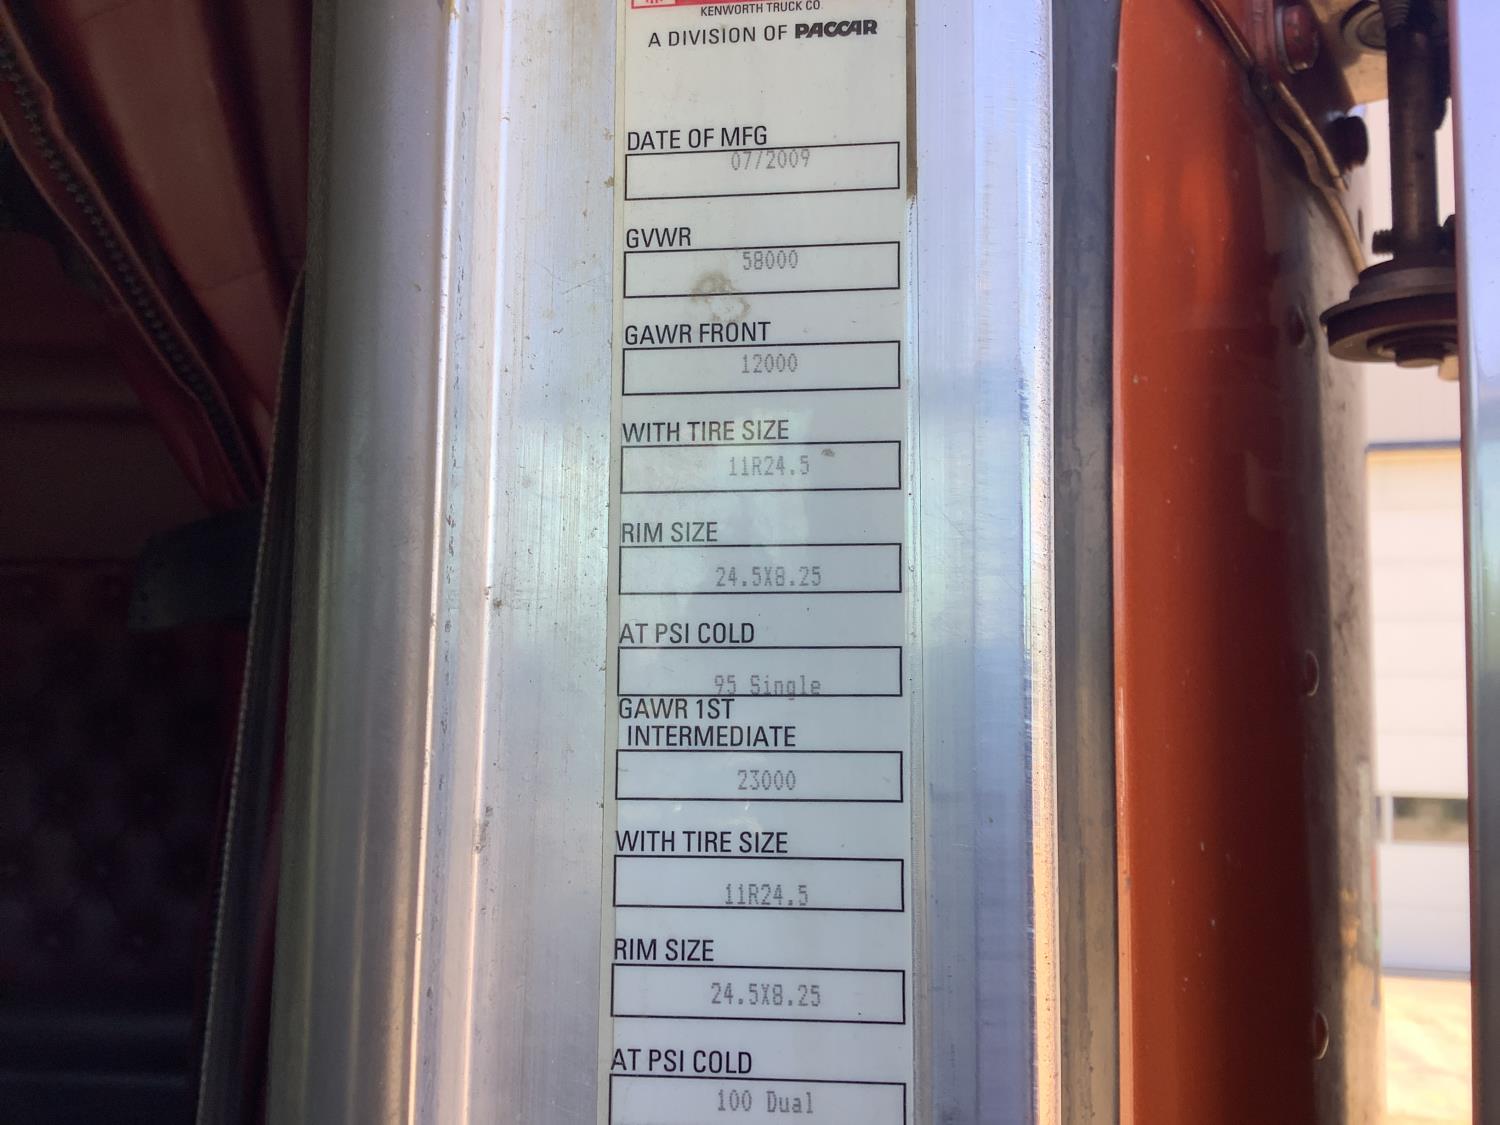 KENWORTH TRUCK CO.
A DIVISION OF PACCAR
DATE OF MFG
07/2009
GVWR
58000
GAWR FRONT
12000
WITH TIRE SIZE
11R24.5
RIM SIZE
24.5X8.25
AT PSI COLD
95 Single
GAWR 1ST
INTERMEDIATE
23000
WITH TIRE SIZE
11R24.5
RIM SIZE
24.5X8.25
AT PSI COLD
100 Dual